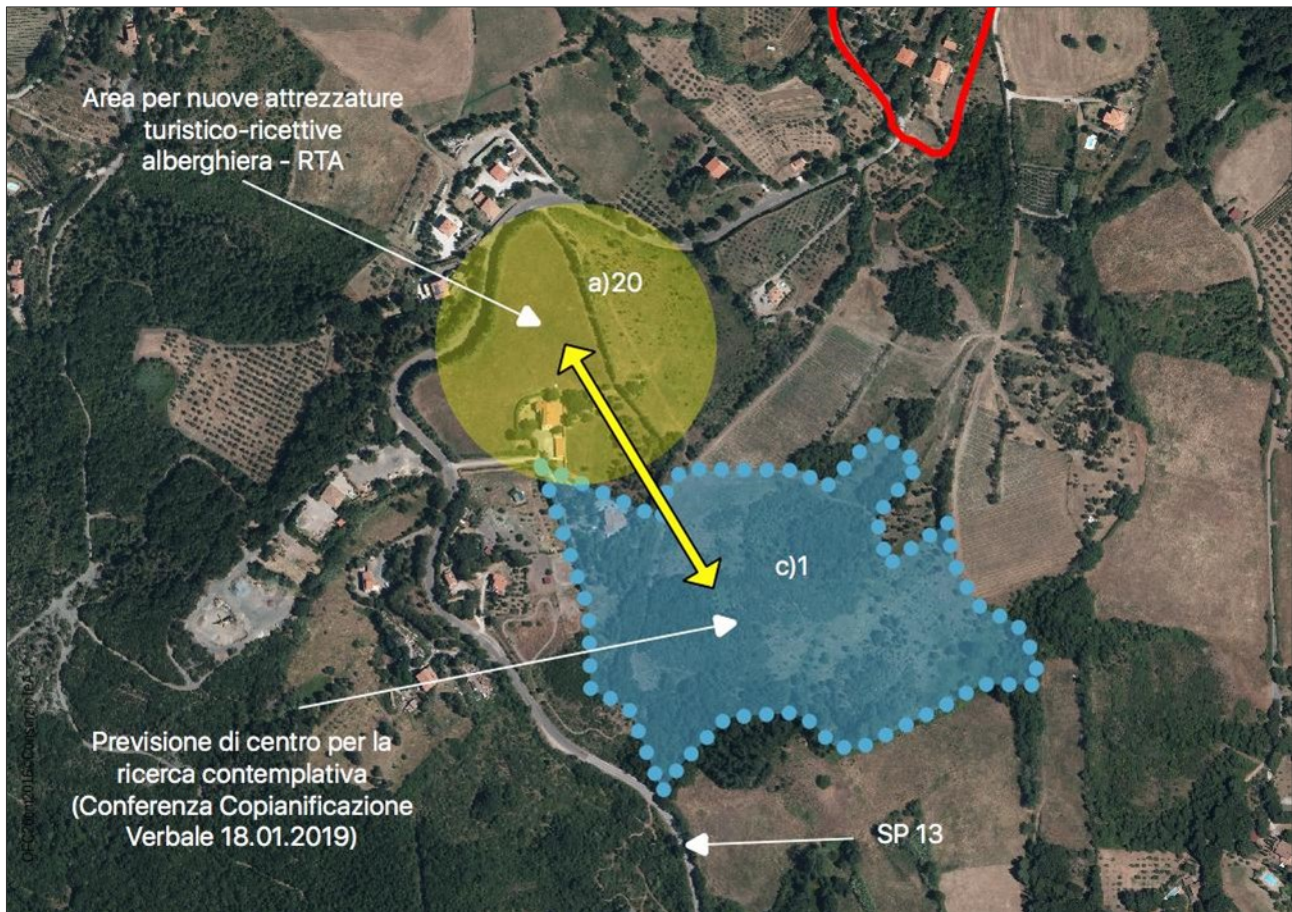 Area per nuove attrezzature
turistico-ricettive
alberghiera - RTA
a)20
c)1
Previsione di centro per la
ricerca contemplativa
(Conferenza Copianificazione
Verbale 18.01.2019)
SP 13